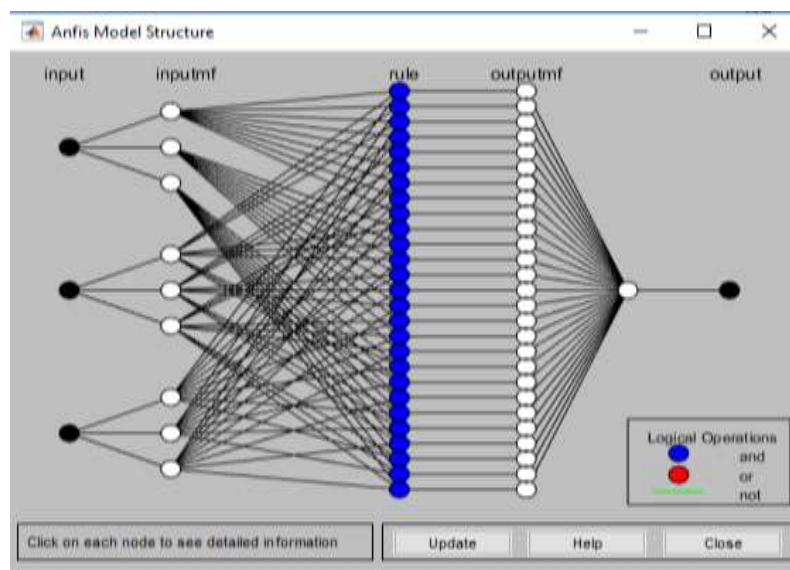 Anfis Model Structure
input inputmf rule outputmf output
Logical Operations
and
or
not
Click on each node to see detailed information
Update Help Close